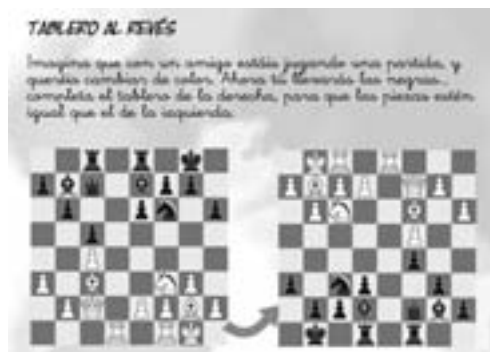 TABLERO AL REVÉS
Imagina que con un amigo estáis jugando una partida, y
queréis cambiar de color. Ahora tú llevarás las negras...
completa el tablero de la derecha, para que las piezas estén
igual que el de la izquierda.